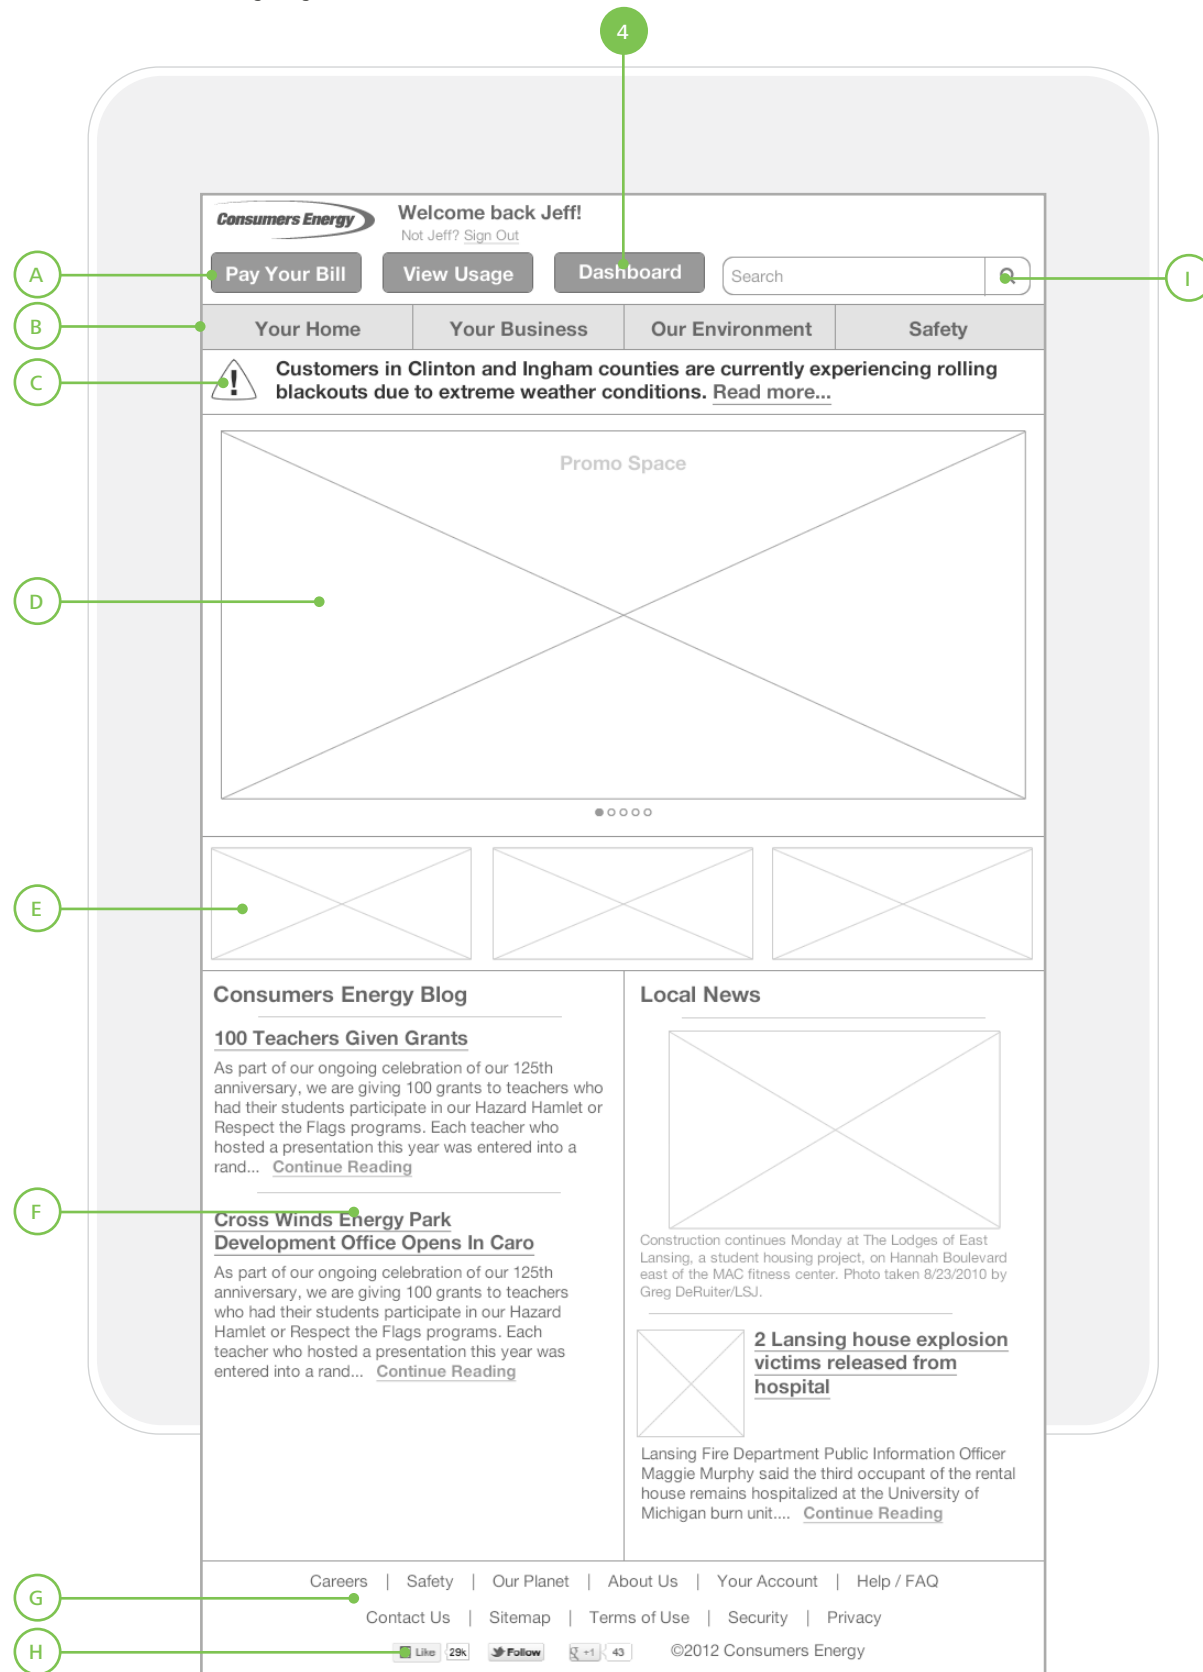 4
Consumers Energy
Welcome back Jeff!
Not Jeff? Sign Out
A
Pay Your Bill
View Usage
Dashboard
Search
I
B
Your Home
Your Business
Our Environment
Safety
C
!
Customers in Clinton and Ingham counties are currently experiencing rolling
blackouts due to extreme weather conditions. Read more...
Promo Space
D
E
Consumers Energy Blog
100 Teachers Given Grants
As part of our ongoing celebration of our 125th
anniversary, we are giving 100 grants to teachers who
had their students participate in our Hazard Hamlet or
Respect the Flags programs. Each teacher who
hosted a presentation this year was entered into a
rand... Continue Reading
F
Cross Winds Energy Park
Development Office Opens In Caro
As part of our ongoing celebration of our 125th
anniversary, we are giving 100 grants to teachers
who had their students participate in our Hazard
Hamlet or Respect the Flags programs. Each
teacher who hosted a presentation this year was
entered into a rand... Continue Reading
Local News
Construction continues Monday at The Lodges of East
Lansing, a student housing project, on Hannah Boulevard
east of the MAC fitness center. Photo taken 8/23/2010 by
Greg DeRuiter/LSJ.
2 Lansing house explosion
victims released from
hospital
Lansing Fire Department Public Information Officer
Maggie Murphy said the third occupant of the rental
house remains hospitalized at the University of
Michigan burn unit.... Continue Reading
G
Careers | Safety | Our Planet | About Us | Your Account | Help / FAQ
Contact Us | Sitemap | Terms of Use | Security | Privacy
H
Like 29k Follow g +1 43 ©2012 Consumers Energy